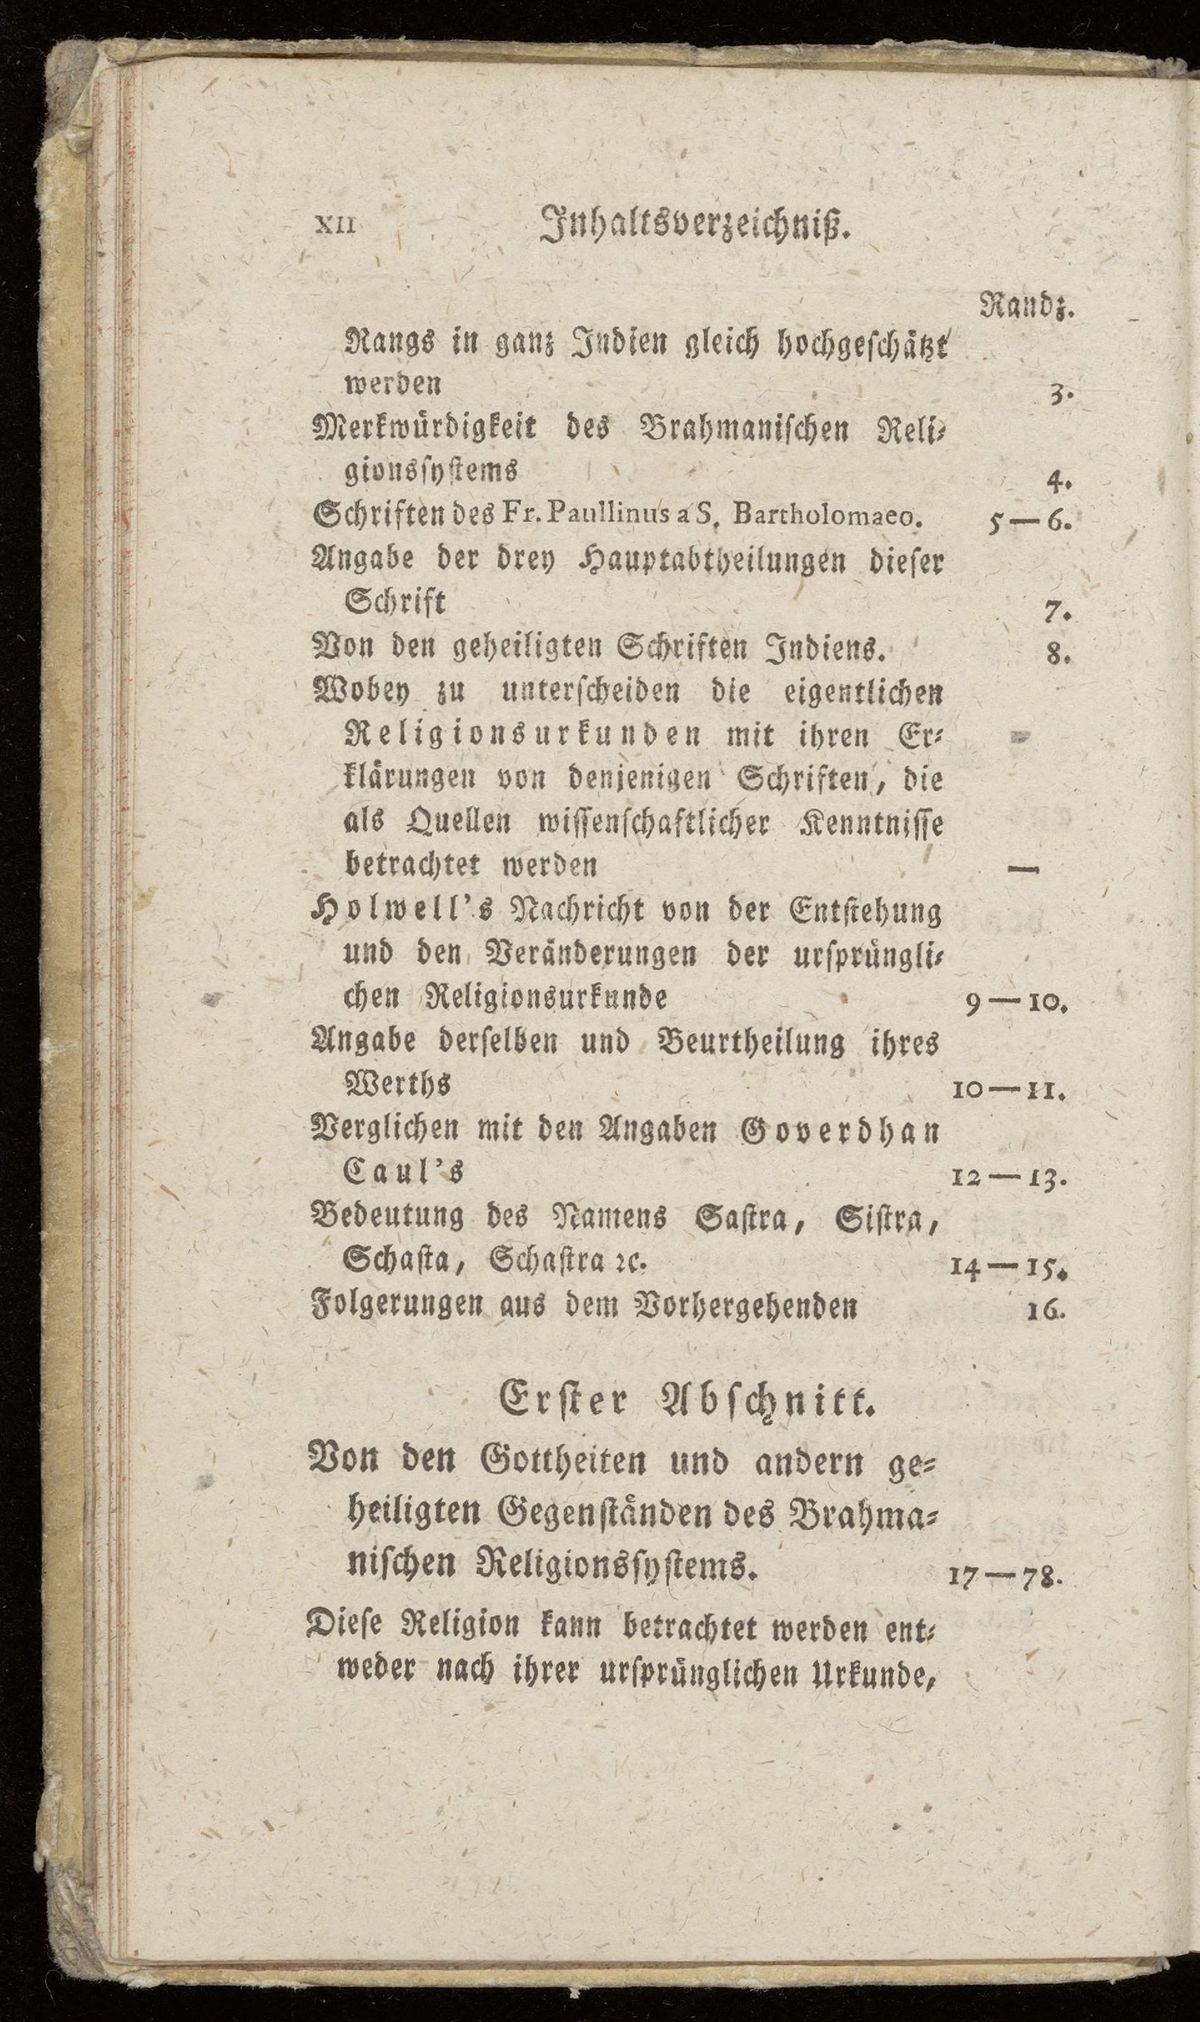 XII Inhaltsverzeichniß.
Randz.
Rangs in ganz Indien gleich hochgeschätzt
werden 3.
Merkwürdigkeit des Brahmanischen Reli-
gionssystems 4.
Schriften des Fr. Paullinus a S. Bartholomaeo. 5—6.
Angabe der drey Hauptabtheilungen dieser
Schrift 7.
Von den geheiligten Schriften Indiens. 8.
Wobey zu unterscheiden die eigentlichen
Religionsurkunden mit ihren Er-
klärungen von denjenigen Schriften, die
als Quellen wissenschaftlicher Kenntnisse
betrachtet werden —
Holwell's Nachricht von der Entstehung
und den Veränderungen der ursprüngli-
chen Religionsurkunde 9—10.
Angabe derselben und Beurtheilung ihres
Werths 10—11.
Verglichen mit den Angaben Goverdhan
Caul's 12—13.
Bedeutung des Namens Sastra, Sistra,
Schasta, Schastra ꝛc. 14—15.
Folgerungen aus dem Vorhergehenden 16.
Erster Abschnitt.
Von den Gottheiten und andern ge-
heiligten Gegenständen des Brahma-
nischen Religionssystems. 17—78.
Diese Religion kann betrachtet werden ent-
weder nach ihrer ursprünglichen Urkunde,